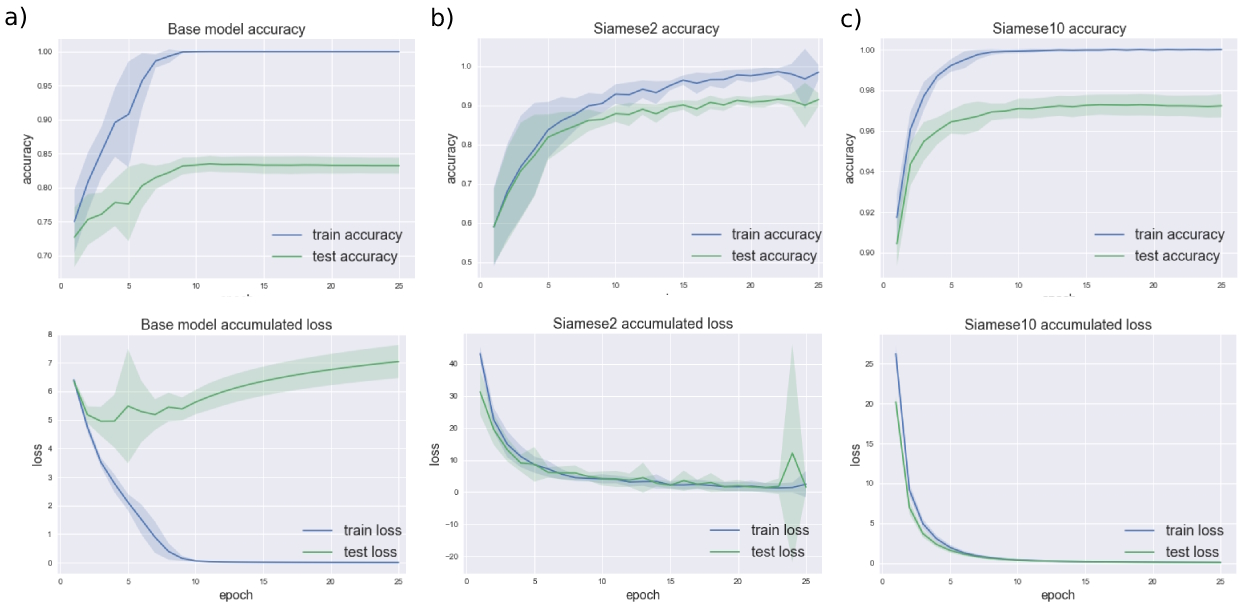 a)
Base model accuracy
1.00
0.95
0.90
0.85
0.80
0.75
0.70
accuracy
0 5 10 15 20 25
train accuracy
test accuracy
b)
Siamese2 accuracy
1.0
0.9
0.8
0.7
0.6
0.5
accuracy
0 5 10 15 20 25
train accuracy
test accuracy
c)
Siamese10 accuracy
1.00
0.98
0.96
0.94
0.92
0.90
accuracy
0 5 10 15 20 25
train accuracy
test accuracy
Base model accumulated loss
8
7
6
5
4
3
2
1
0
loss
0 5 10 15 20 25
epoch
train loss
test loss
Siamese2 accumulated loss
40
30
20
10
0
−10
−20
loss
0 5 10 15 20 25
epoch
train loss
test loss
Siamese10 accumulated loss
25
20
15
10
5
0
loss
0 5 10 15 20 25
epoch
train loss
test loss